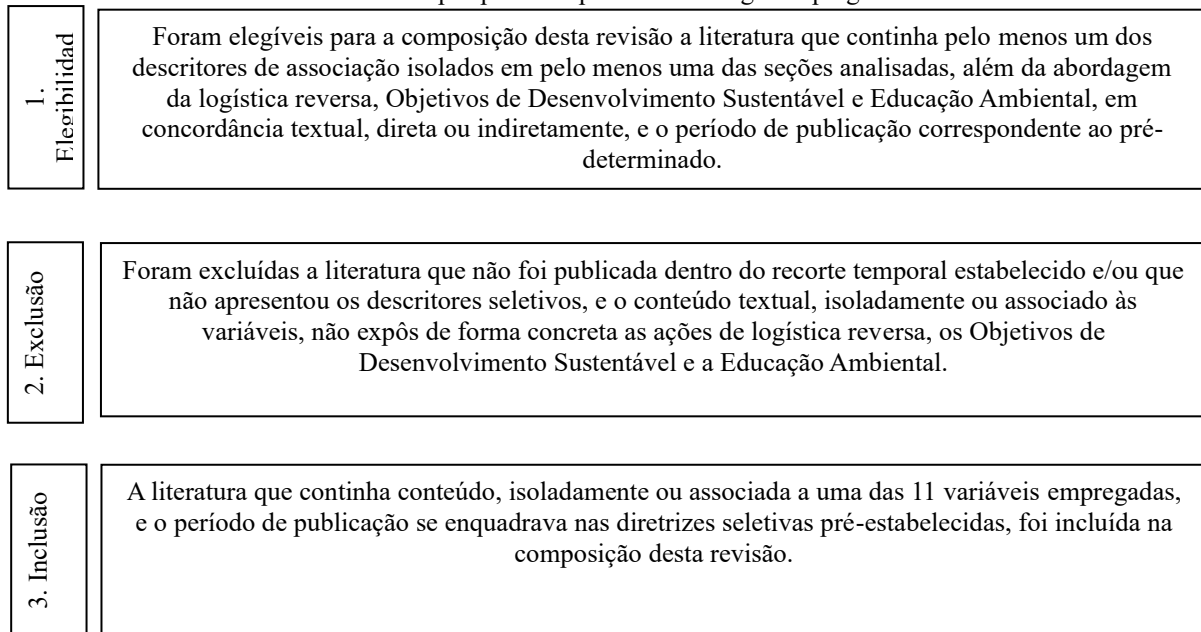 1.
Elegibilidad
Foram elegíveis para a composição desta revisão a literatura que continha pelo menos um dos
descritores de associação isolados em pelo menos uma das seções analisadas, além da abordagem
da logística reversa, Objetivos de Desenvolvimento Sustentável e Educação Ambiental, em
concordância textual, direta ou indiretamente, e o período de publicação correspondente ao pré-
determinado.
2. Exclusão
Foram excluídas a literatura que não foi publicada dentro do recorte temporal estabelecido e/ou que
não apresentou os descritores seletivos, e o conteúdo textual, isoladamente ou associado às
variáveis, não expôs de forma concreta as ações de logística reversa, os Objetivos de
Desenvolvimento Sustentável e a Educação Ambiental.
3. Inclusão
A literatura que continha conteúdo, isoladamente ou associada a uma das 11 variáveis empregadas,
e o período de publicação se enquadrava nas diretrizes seletivas pré-estabelecidas, foi incluída na
composição desta revisão.